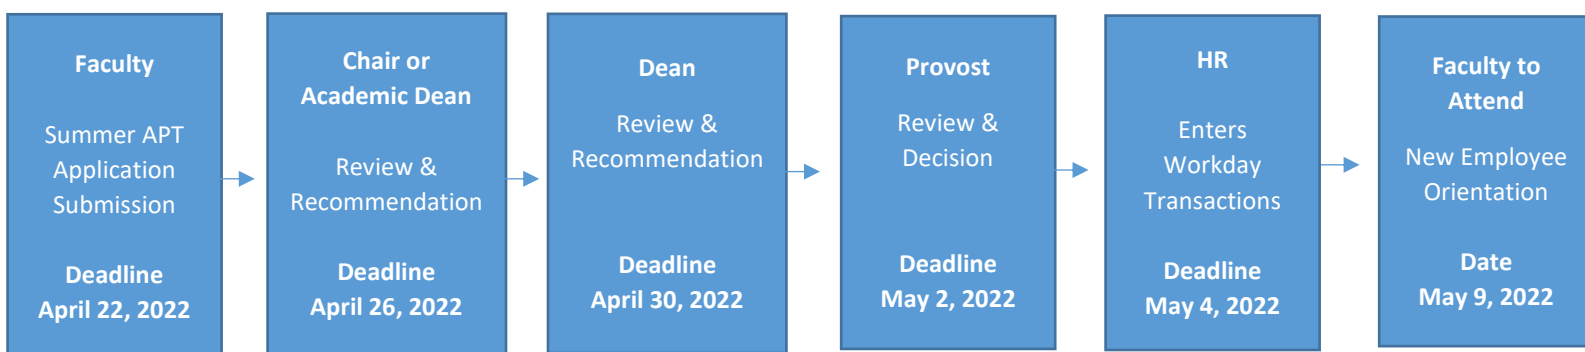 Faculty
Summer APT
Application
Submission
Deadline
April 22, 2022
Chair or
Academic Dean
Review &
Recommendation
Deadline
April 26, 2022
Dean
Review &
Recommendation
Deadline
April 30, 2022
Provost
Review &
Decision
Deadline
May 2, 2022
HR
Enters
Workday
Transactions
Deadline
May 4, 2022
Faculty to
Attend
New Employee
Orientation
Date
May 9, 2022